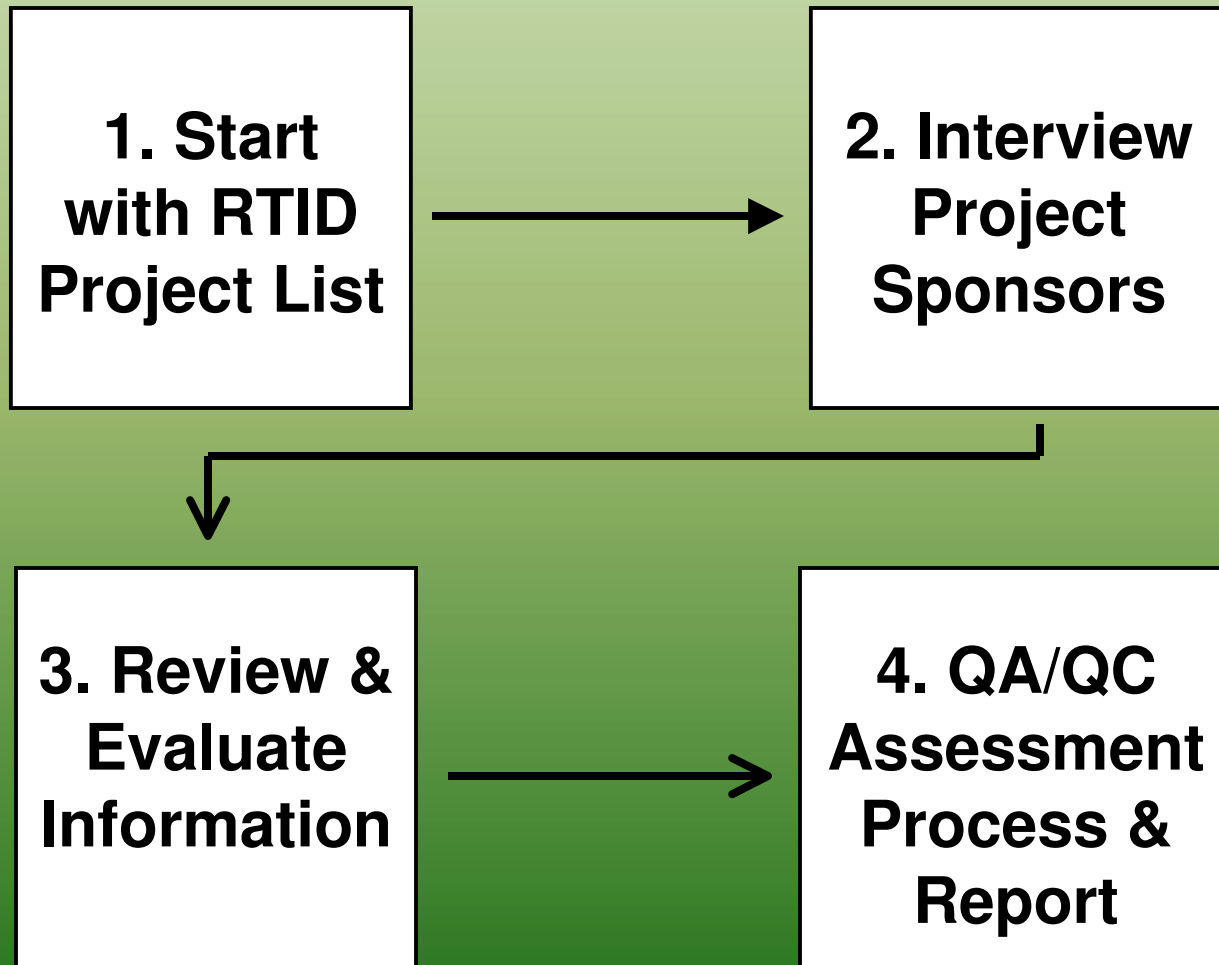 1. Start
with RTID
Project List
2. Interview
Project
Sponsors
3. Review &
Evaluate
Information
4. QA/QC
Assessment
Process &
Report